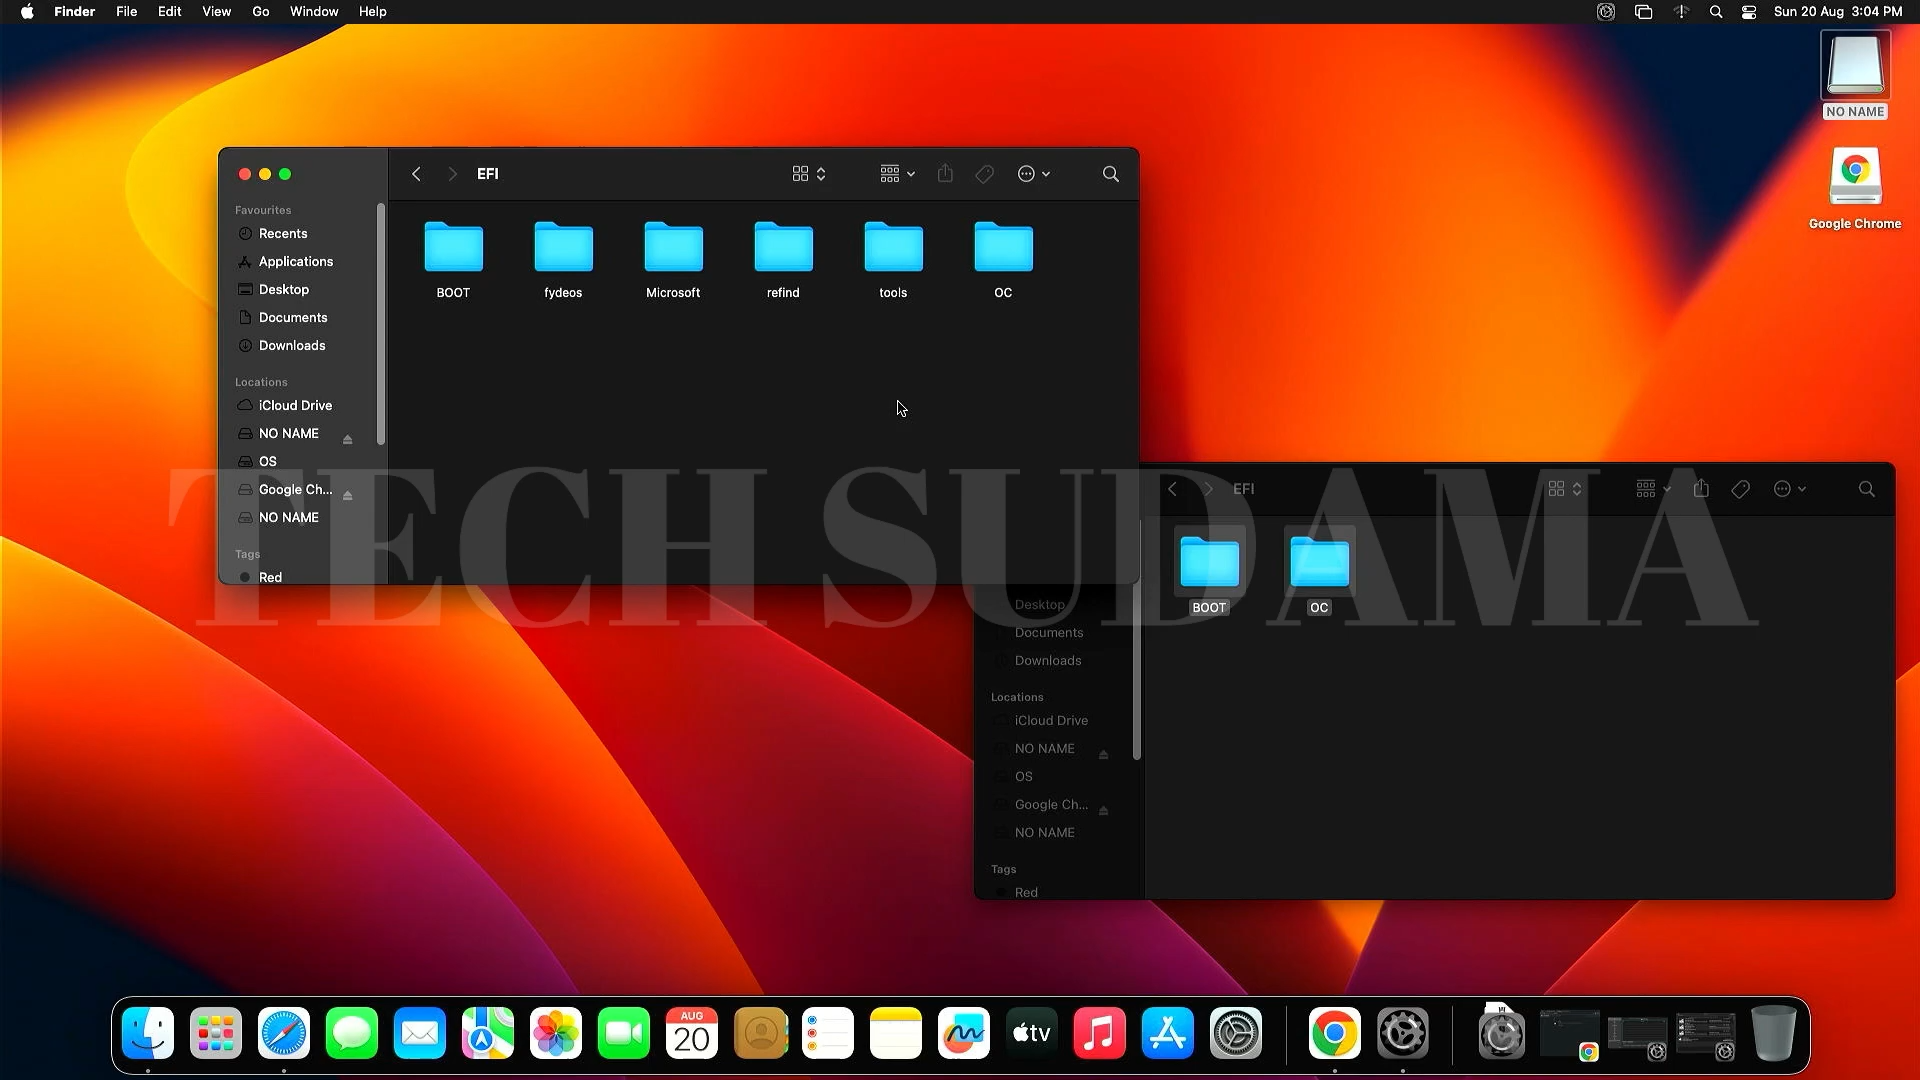 Finder File Edit View Go Window Help
Sun 20 Aug 3:04 PM
NO NAME
Google Chrome
EFI
Favourites
Recents
Applications
Desktop
Documents
Downloads
Locations
iCloud Drive
NO NAME
OS
Google Ch...
NO NAME
Tags
Red
BOOT
fydeos
Microsoft
refind
tools
OC
TECH SUDAMA
EFI
BOOT
OC
Desktop
Documents
Downloads
Locations
iCloud Drive
NO NAME
OS
Google Ch...
NO NAME
Tags
Red
AUG
20
tv